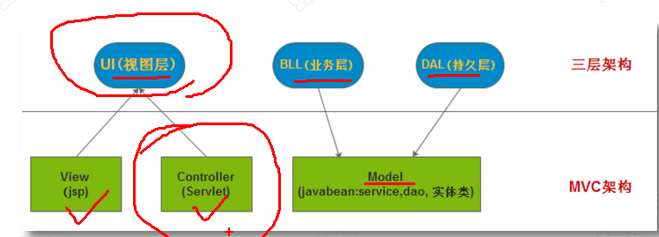 UI(视图层)
BLL(业务层)
DAL(持久层)
三层架构
View
(jsp)
Controller
(Servlet)
Model
(javabean:service,dao, 实体类)
MVC架构